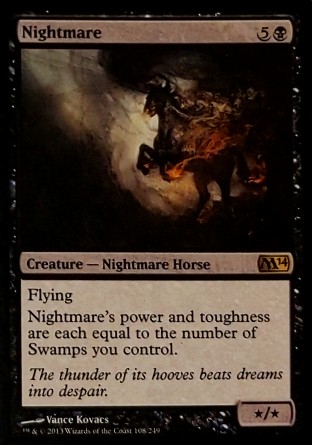 Nightmare 5
Creature — Nightmare Horse M14
Flying
Nightmare's power and toughness
are each equal to the number of
Swamps you control.
The thunder of its hooves beats dreams
into despair.
Vance Kovacs
™ & © 2013 Wizards of the Coast 108/249
*/*